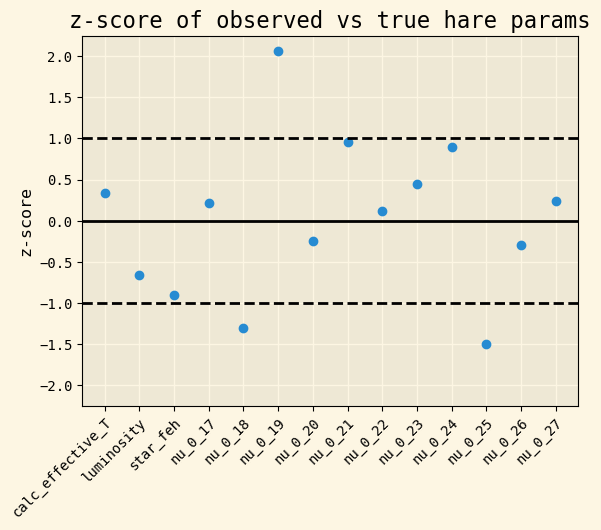 z-score of observed vs true hare params
z-score
2.0
1.5
1.0
0.5
0.0
−0.5
−1.0
−1.5
−2.0
calc_effective_T
luminosity
star_feh
nu_0_17
nu_0_18
nu_0_19
nu_0_20
nu_0_21
nu_0_22
nu_0_23
nu_0_24
nu_0_25
nu_0_26
nu_0_27